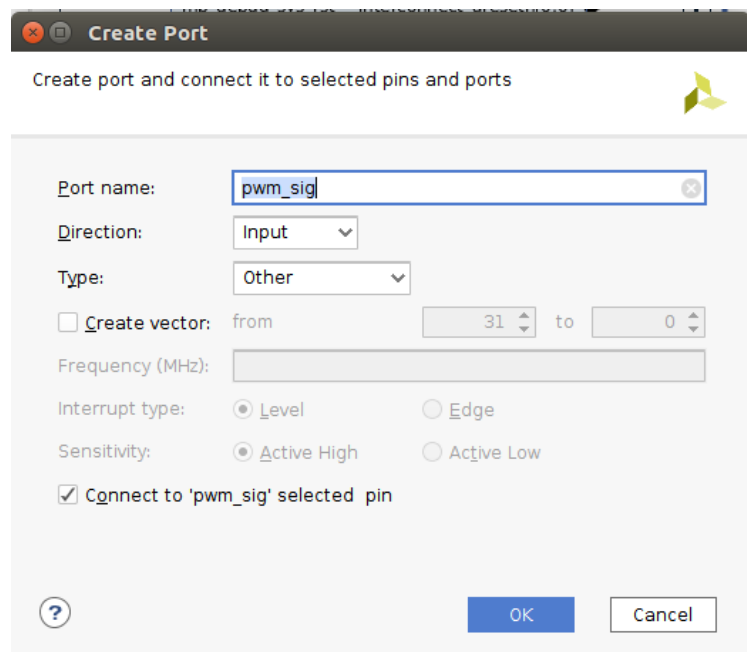 Create Port
Create port and connect it to selected pins and ports
Port name: pwm_sig
Direction: Input
Type: Other
Create vector: from 31 to 0
Frequency (MHz):
Interrupt type: Level Edge
Sensitivity: Active High Active Low
Connect to 'pwm_sig' selected  pin
?
OK Cancel